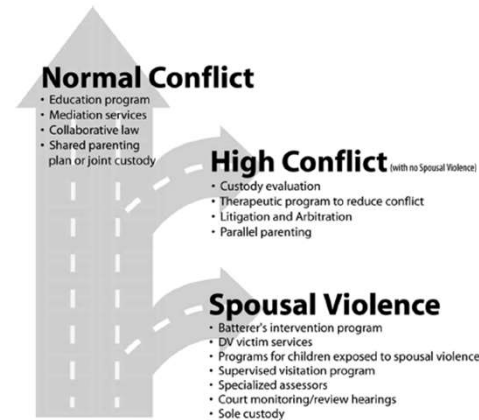 Normal Conflict
• Education program
• Mediation services
• Collaborative law
• Shared parenting
plan or joint custody
High Conflict (with no Spousal Violence)
• Custody evaluation
• Therapeutic program to reduce conflict
• Litigation and Arbitration
• Parallel parenting
Spousal Violence
• Batterer's intervention program
• DV victim services
• Programs for children exposed to spousal violence
• Supervised visitation program
• Specialized assessors
• Court monitoring/review hearings
• Sole custody